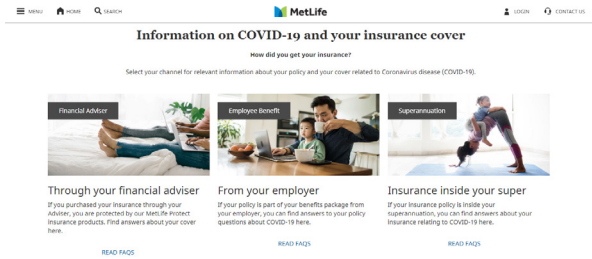 MENU HOME SEARCH MetLife LOGIN CONTACT US
Information on COVID-19 and your insurance cover
How did you get your insurance?
Select your channel for relevant information about your policy and your cover related to Coronavirus disease (COVID-19).
Financial Adviser
Employee Benefit
Superannuation
Through your financial adviser
If you purchased your insurance through your
Adviser, you are protected by our MetLife Protect
insurance products. Find answers about your cover
here.
READ FAQS
From your employer
If your policy is part of your benefits package from
your employer, you can find answers to your policy
questions about COVID-19 here.
READ FAQS
Insurance inside your super
If your insurance policy is inside your
superannuation, you can find answers about your
insurance relating to COVID-19 here.
READ FAQS